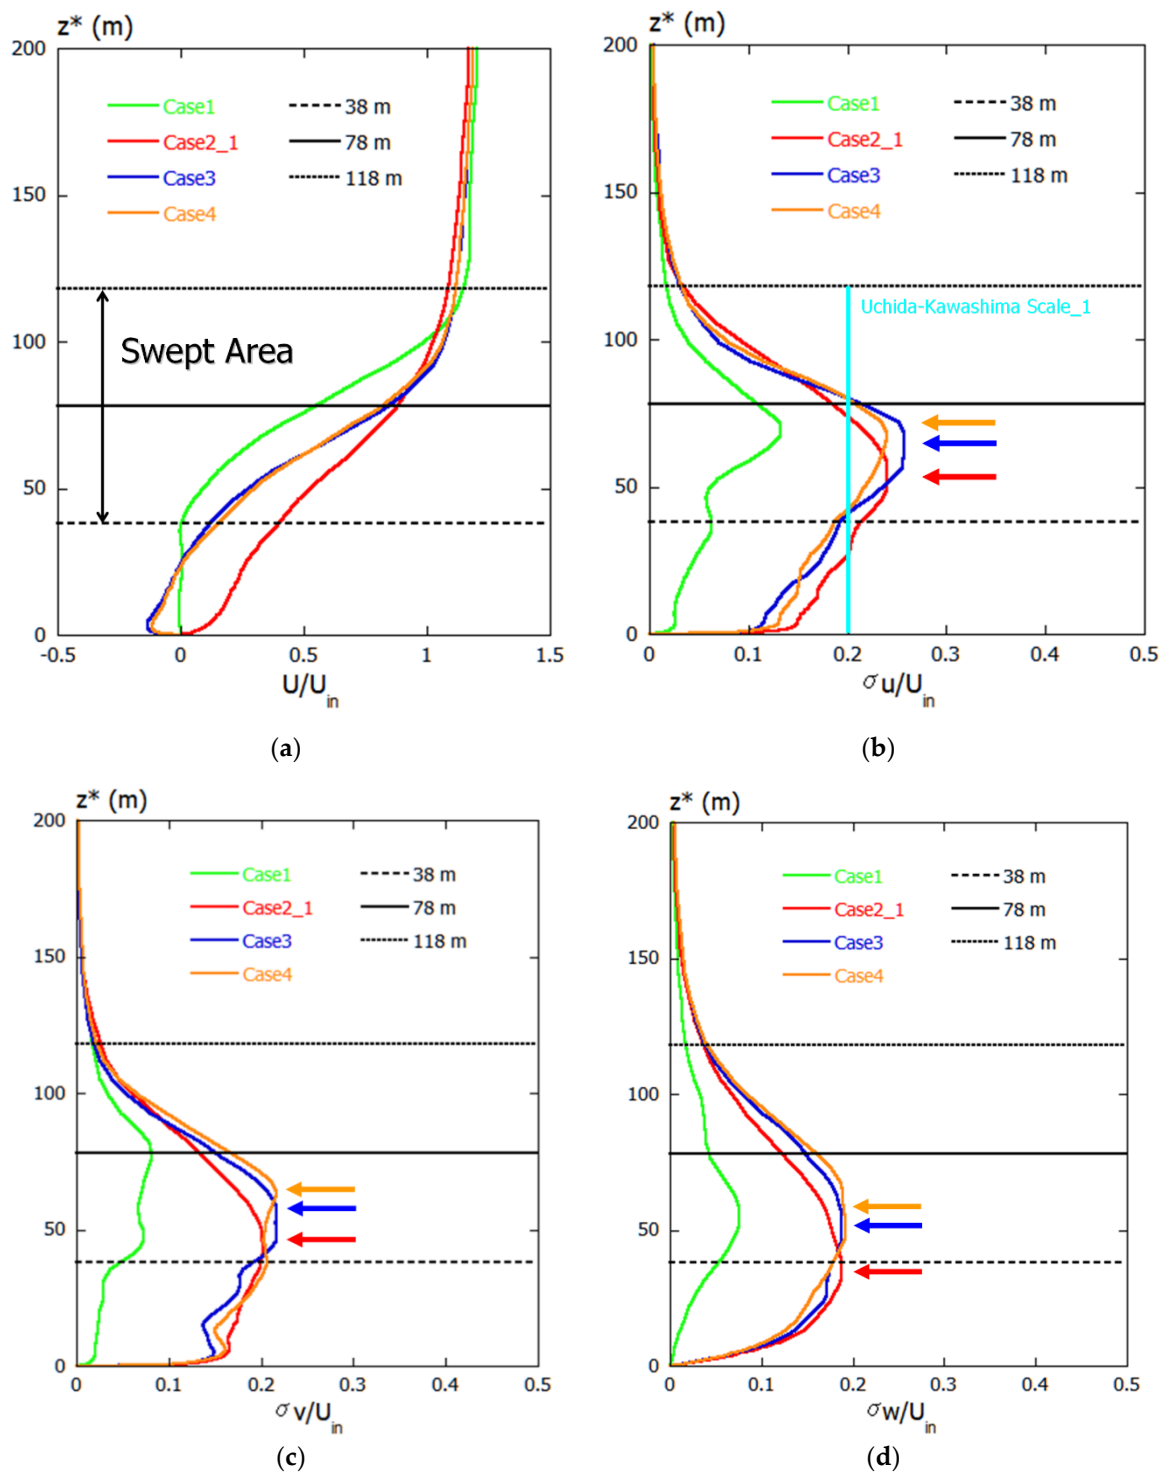 z* (m)
200
150
100
50
0
-0.5
0
0.5
1
1.5
Case1
Case2_1
Case3
Case4
38 m
78 m
118 m
Swept Area
U/U_in
(a)
z* (m)
200
150
100
50
0
0
0.1
0.2
0.3
0.4
0.5
Case1
Case2_1
Case3
Case4
38 m
78 m
118 m
Uchida-Kawashima Scale_1
σu/U_in
(b)
z* (m)
200
150
100
50
0
0
0.1
0.2
0.3
0.4
0.5
Case1
Case2_1
Case3
Case4
38 m
78 m
118 m
σv/U_in
(c)
z* (m)
200
150
100
50
0
0
0.1
0.2
0.3
0.4
0.5
Case1
Case2_1
Case3
Case4
38 m
78 m
118 m
σw/U_in
(d)